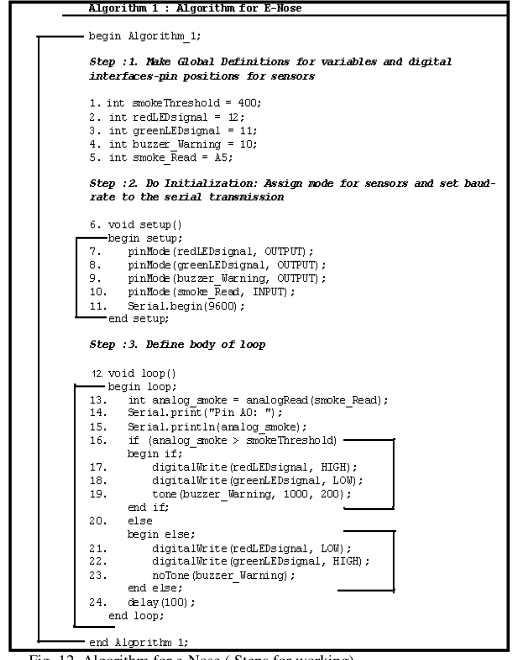 Algorithm 1 : Algorithm for E-Nose
begin Algorithm_1;
Step :1. Make Global Definitions for variables and digital
interfaces-pin positions for sensors
1. int smokeThreshold = 400;
2. int redLEDsignal = 12;
3. int greenLEDsignal = 11;
4. int buzzer_Warning = 10;
5. int smoke_Read = A5;
Step :2. Do Initialization: Assign mode for sensors and set baud-
rate to the serial transmission
6. void setup()
begin setup;
7. pinMode(redLEDsignal, OUTPUT);
8. pinMode(greenLEDsignal, OUTPUT);
9. pinMode(buzzer_Warning, OUTPUT);
10. pinMode(smoke_Read, INPUT);
11. Serial.begin(9600);
end setup;
Step :3. Define body of loop
12 void loop()
begin loop;
13. int analog_smoke = analogRead(smoke_Read);
14. Serial.print("Pin A0: ");
15. Serial.println(analog_smoke);
16. if (analog_smoke > smokeThreshold)
begin if;
17. digitalWrite(redLEDsignal, HIGH);
18. digitalWrite(greenLEDsignal, LOW);
19. tone(buzzer_Warning, 1000, 200);
end if;
20. else
begin else;
21. digitalWrite(redLEDsignal, LOW);
22. digitalWrite(greenLEDsignal, HIGH);
23. noTone(buzzer_Warning);
end else;
24. delay(100);
end loop;
end Algorithm 1;
Fig. 12. Algorithm for e-Nose ( Steps for working)